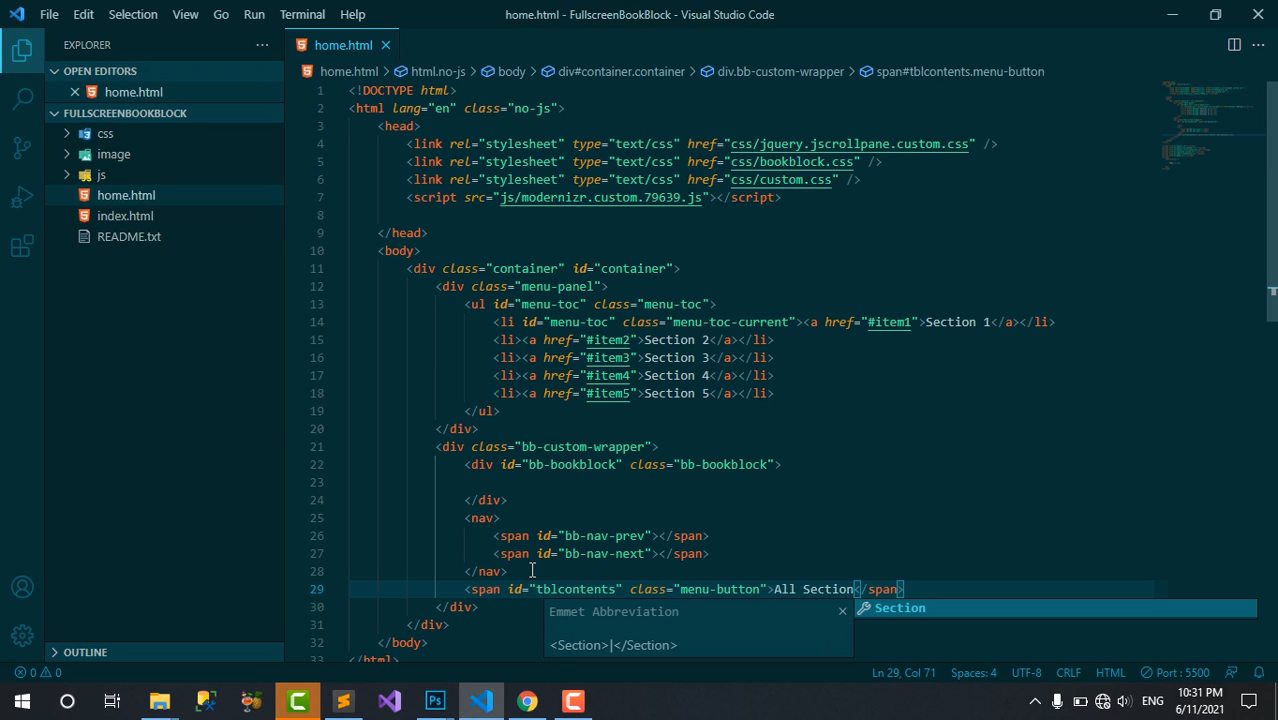 File Edit Selection View Go Run Terminal Help
home.html - FullscreenBookBlock - Visual Studio Code
EXPLORER
OPEN EDITORS
home.html
FULLSCREENBOOKBLOCK
css
image
js
home.html
index.html
README.txt
OUTLINE
home.html
home.html > html.no-js > body > div#container.container > div.bb-custom-wrapper > span#tblcontents.menu-button
1 <!DOCTYPE html>
2 <html lang="en" class="no-js">
3 <head>
4 <link rel="stylesheet" type="text/css" href="css/jquery.jscrollpane.custom.css" />
5 <link rel="stylesheet" type="text/css" href="css/bookblock.css" />
6 <link rel="stylesheet" type="text/css" href="css/custom.css" />
7 <script src="js/modernizr.custom.79639.js"></script>
8
9 </head>
10 <body>
11 <div class="container" id="container">
12 <div class="menu-panel">
13 <ul id="menu-toc" class="menu-toc">
14 <li id="menu-toc" class="menu-toc-current"><a href="#item1">Section 1</a></li>
15 <li><a href="#item2">Section 2</a></li>
16 <li><a href="#item3">Section 3</a></li>
17 <li><a href="#item4">Section 4</a></li>
18 <li><a href="#item5">Section 5</a></li>
19 </ul>
20 </div>
21 <div class="bb-custom-wrapper">
22 <div id="bb-bookblock" class="bb-bookblock">
23
24 </div>
25 <nav>
26 <span id="bb-nav-prev"></span>
27 <span id="bb-nav-next"></span>
28 </nav>
29 <span id="tblcontents" class="menu-button">All Section</span>
30 </div>
31 </div>
32 </body>
33 </html>
Emmet Abbreviation
<Section>|</Section>
Section
0 0
Ln 29, Col 71 Spaces: 4 UTF-8 CRLF HTML Port : 5500
ENG
10:31 PM
6/11/2021